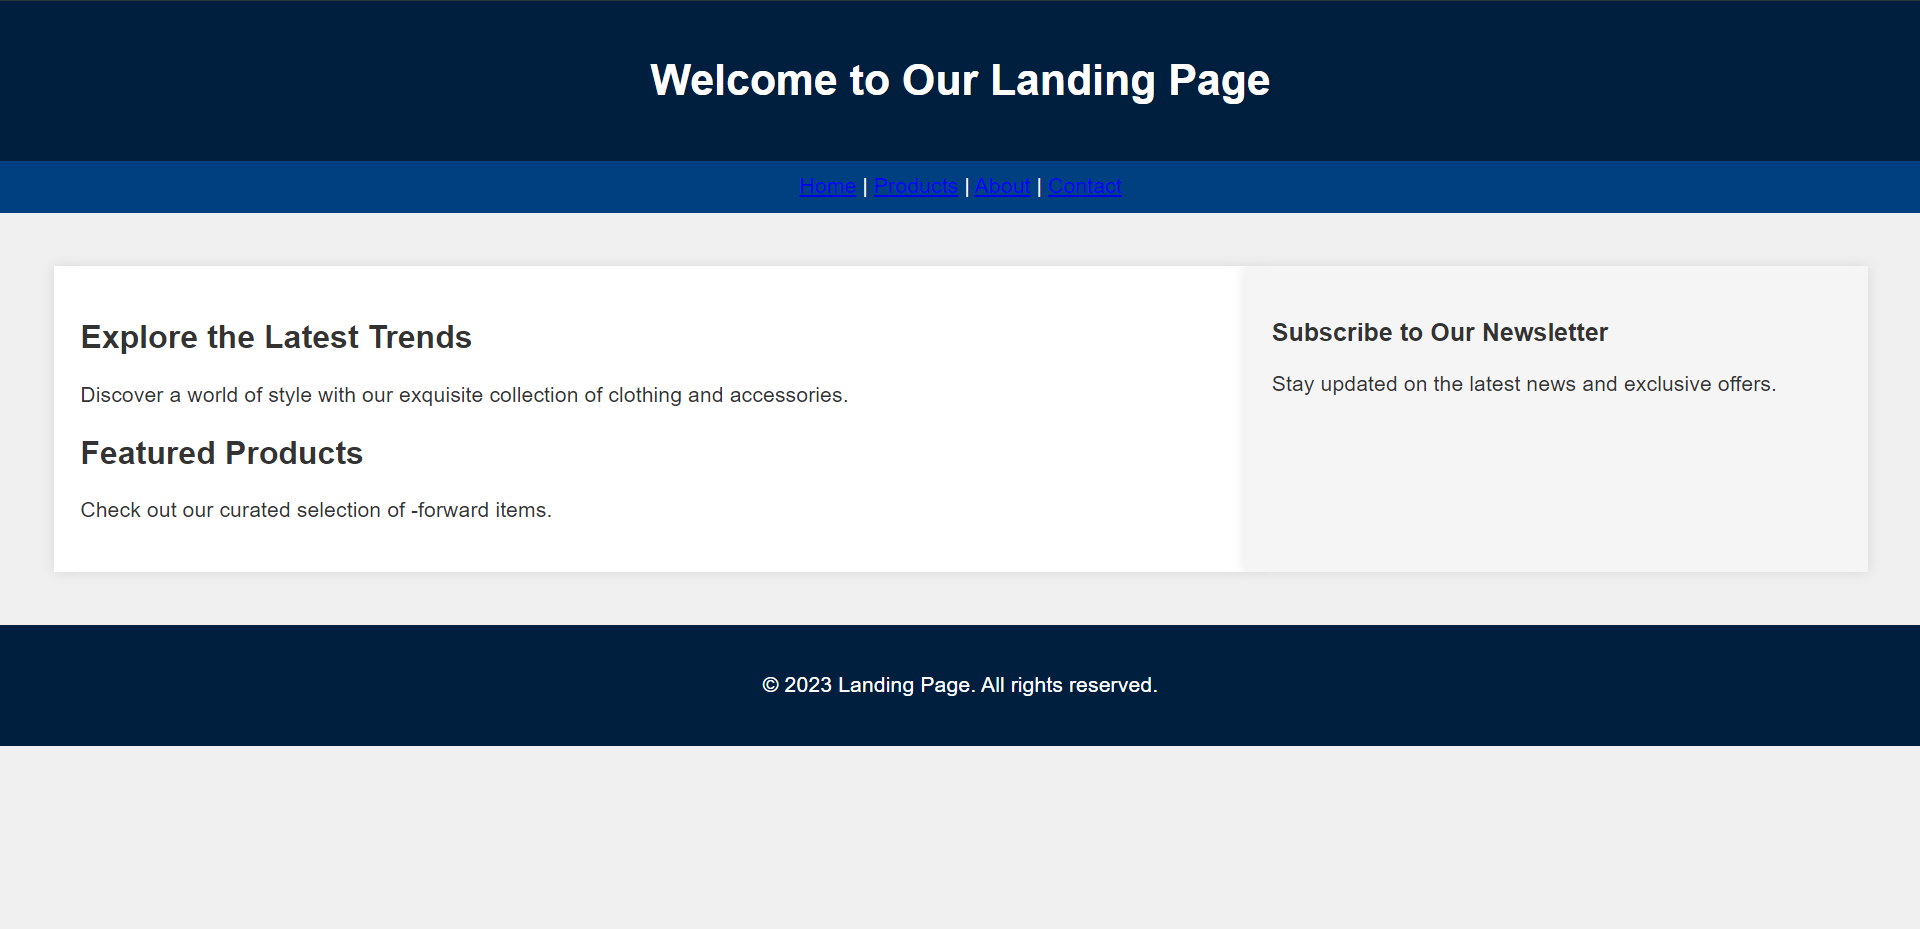 Welcome to Our Landing Page
Home | Products | About | Contact
Explore the Latest Trends
Discover a world of style with our exquisite collection of clothing and accessories.
Featured Products
Check out our curated selection of -forward items.
Subscribe to Our Newsletter
Stay updated on the latest news and exclusive offers.
© 2023 Landing Page. All rights reserved.